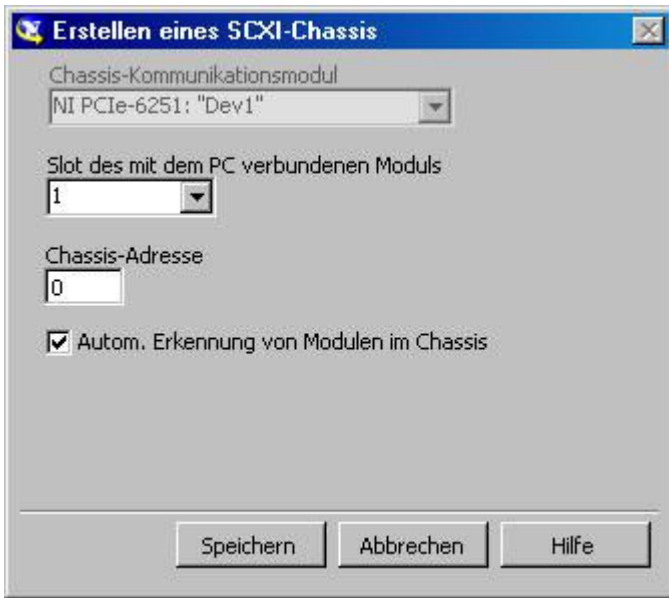 Erstellen eines SCXI-Chassis
Chassis-Kommunikationsmodul
NI PCIe-6251: "Dev1"
Slot des mit dem PC verbundenen Moduls
1
Chassis-Adresse
0
Autom. Erkennung von Modulen im Chassis
Speichern Abbrechen Hilfe